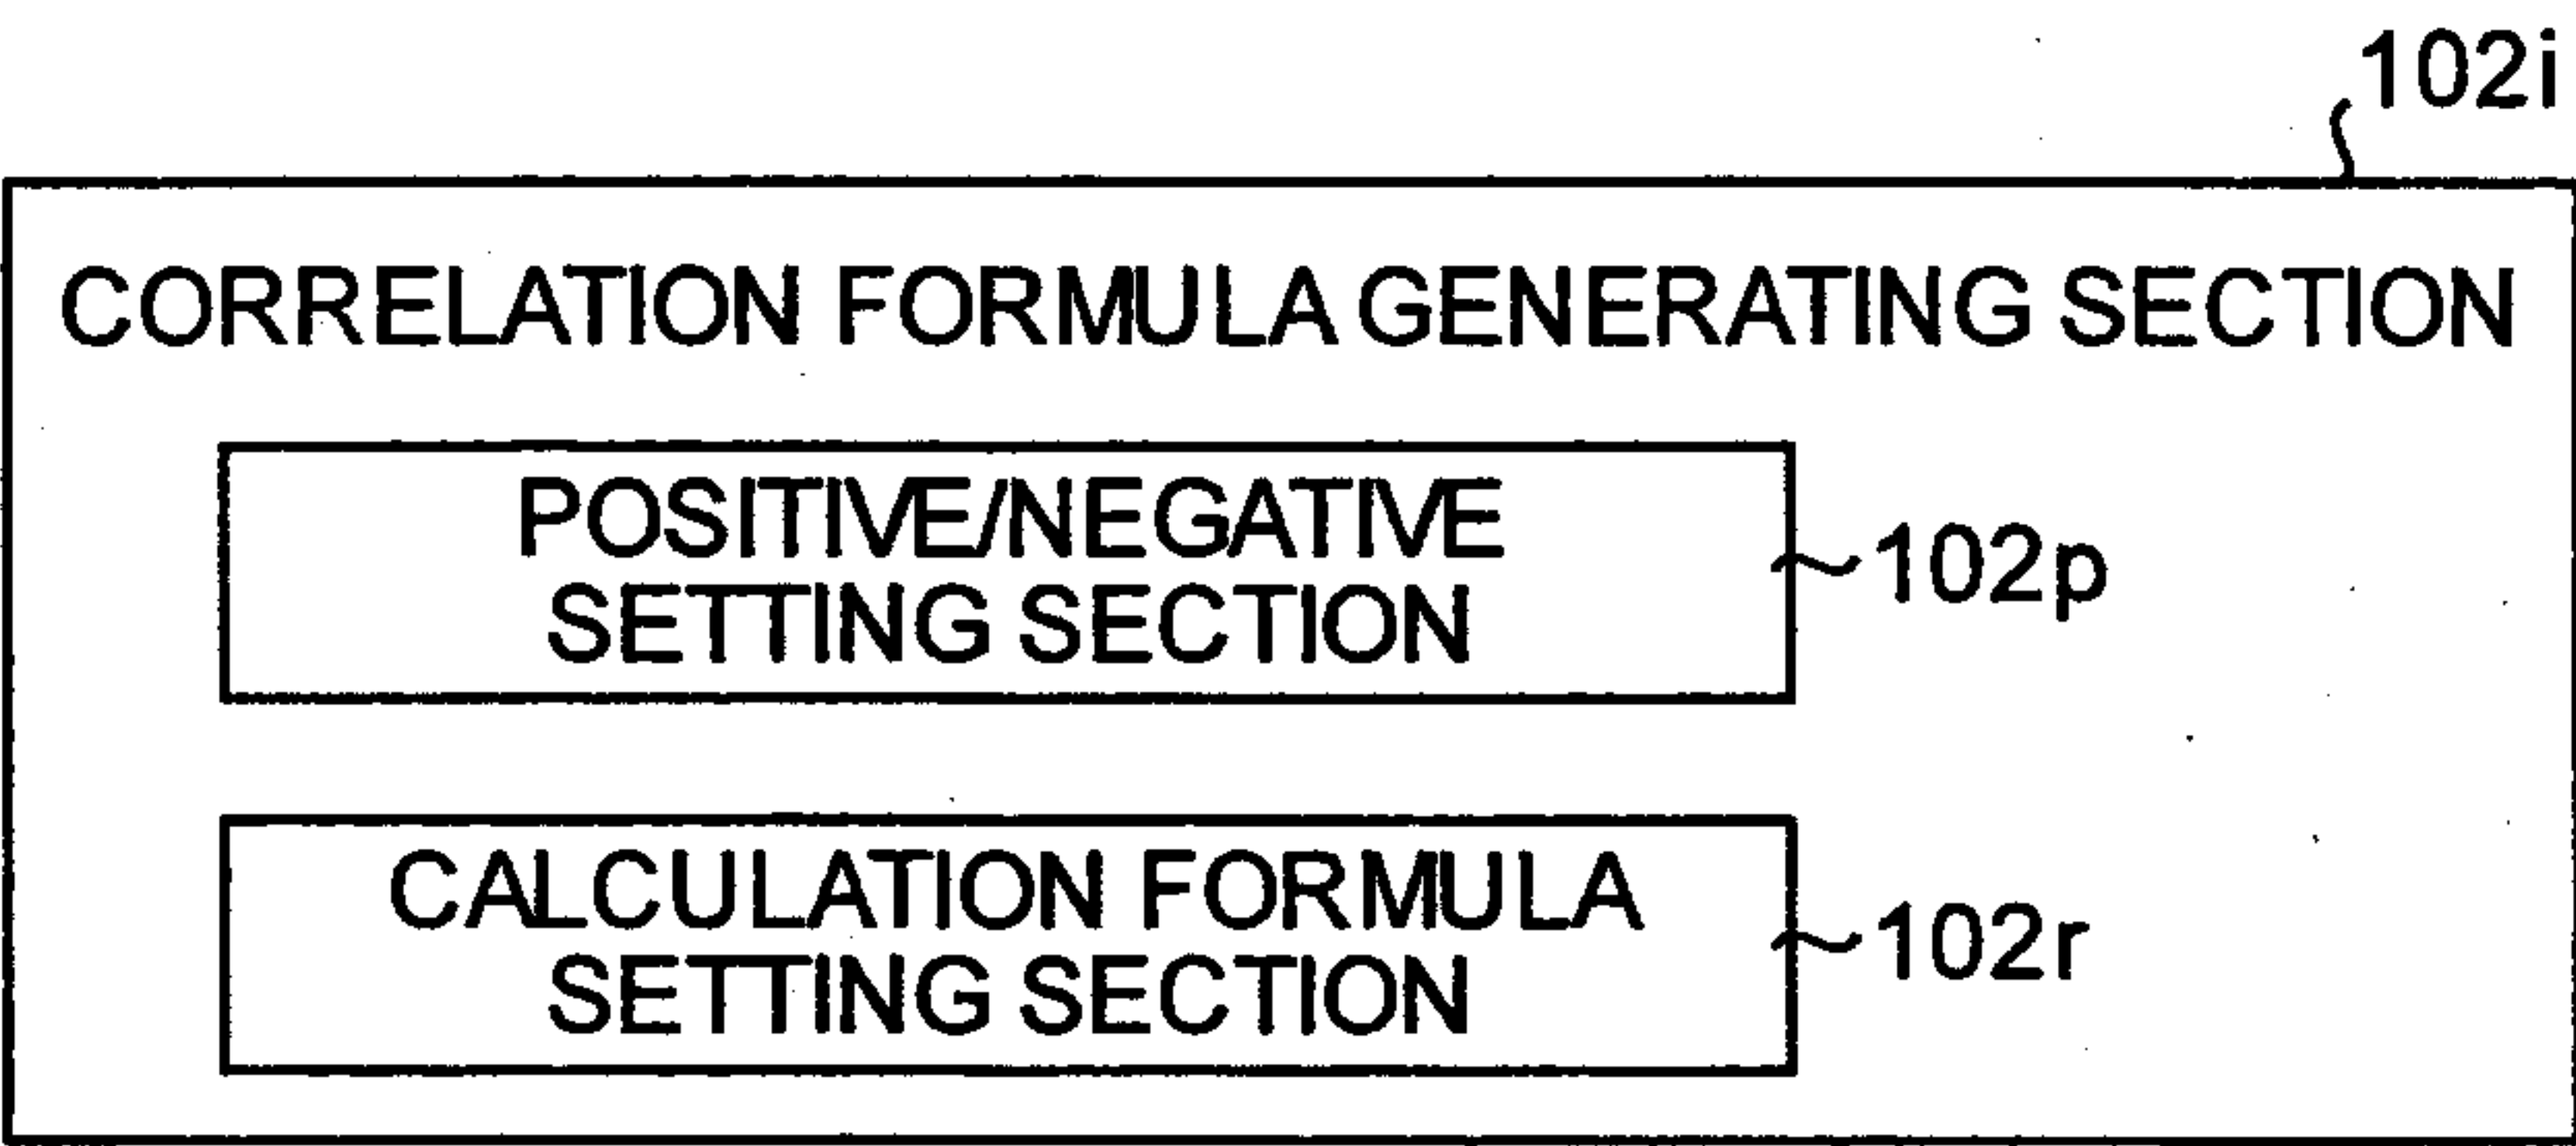 102i
CORRELATION FORMULA GENERATING SECTION
POSITIVE/NEGATIVE
SETTING SECTION
102p
CALCULATION FORMULA
SETTING SECTION
102r